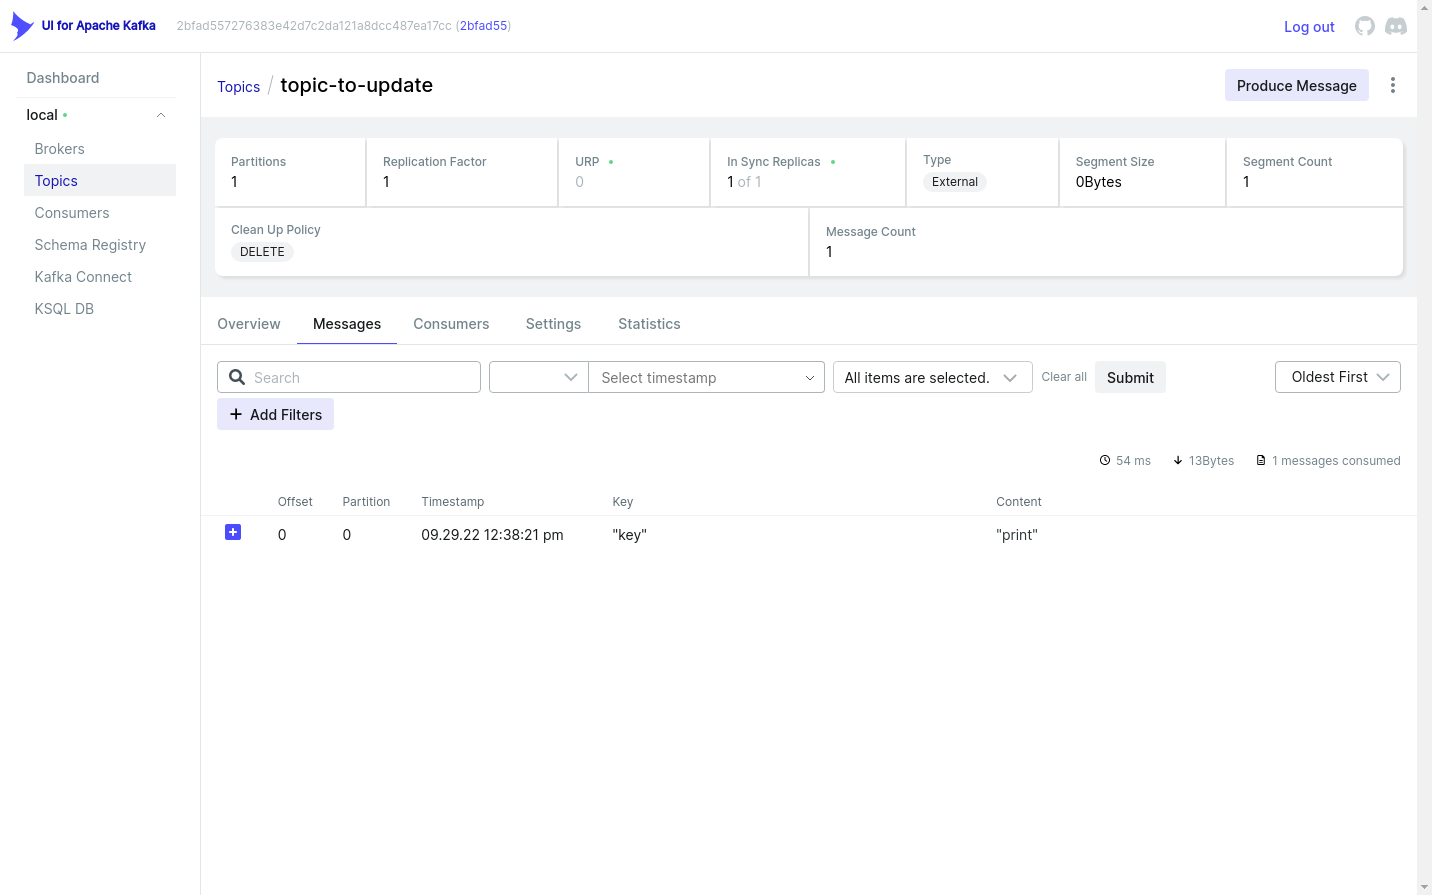 UI for Apache Kafka 2bfad557276383e42d7c2da121a8dcc487ea17cc (2bfad55) Log out
Dashboard
local
Brokers
Topics
Consumers
Schema Registry
Kafka Connect
KSQL DB
Topics / topic-to-update Produce Message
Partitions Replication Factor URP In Sync Replicas Type Segment Size Segment Count
1 1 0 1 of 1 External 0Bytes 1
Clean Up Policy Message Count
DELETE 1
Overview Messages Consumers Settings Statistics
Search Select timestamp All items are selected. Clear all Submit Oldest First
Add Filters
54 ms 13Bytes 1 messages consumed
Offset Partition Timestamp Key Content
0 0 09.29.22 12:38:21 pm "key" "print"